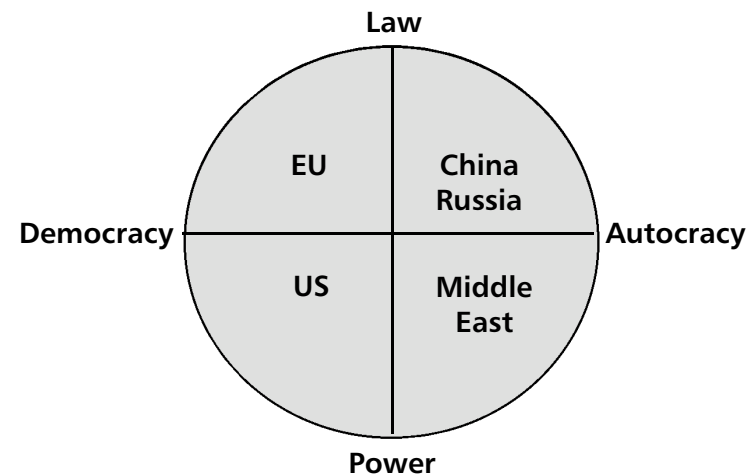 Law
EU
China
Russia
Democracy
Autocracy
US
Middle
East
Power